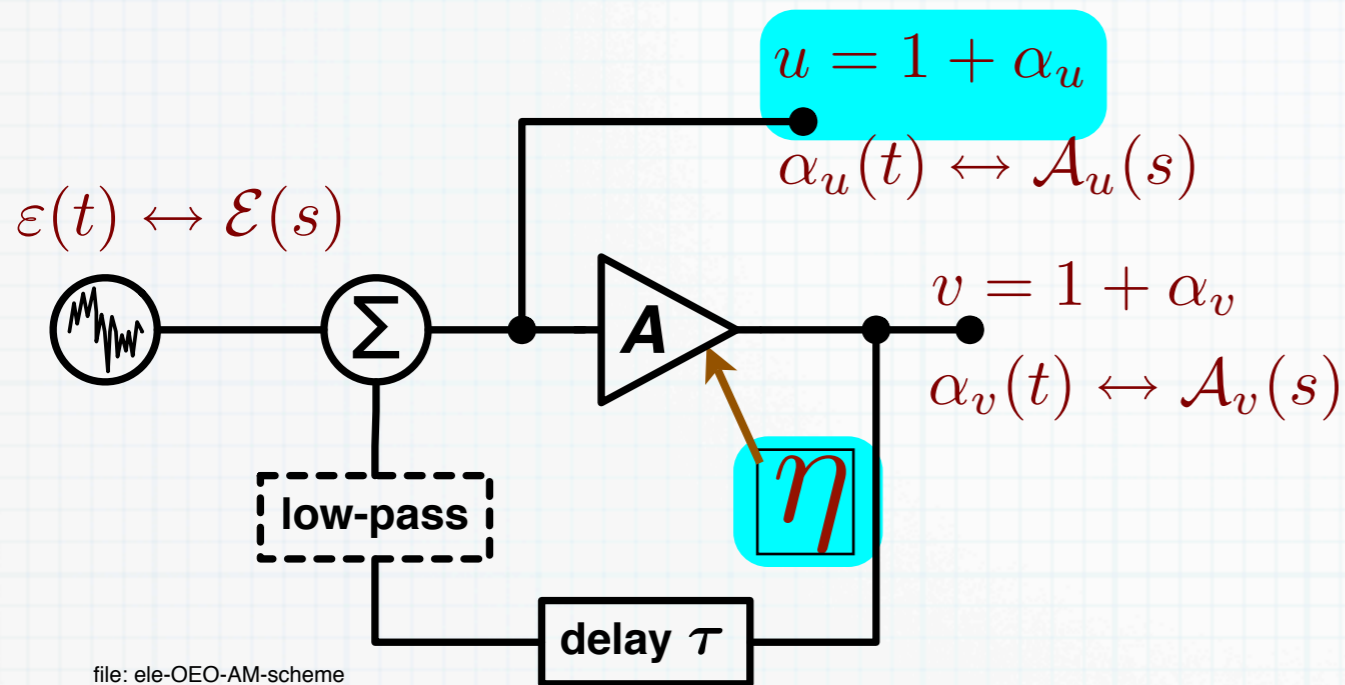 u = 1 + α_u
α_u(t) ↔ 𝒜_u(s)
ε(t) ↔ ℰ(s)
Σ
A
v = 1 + α_v
α_v(t) ↔ 𝒜_v(s)
η
low-pass
delay τ
file: ele-OEO-AM-scheme